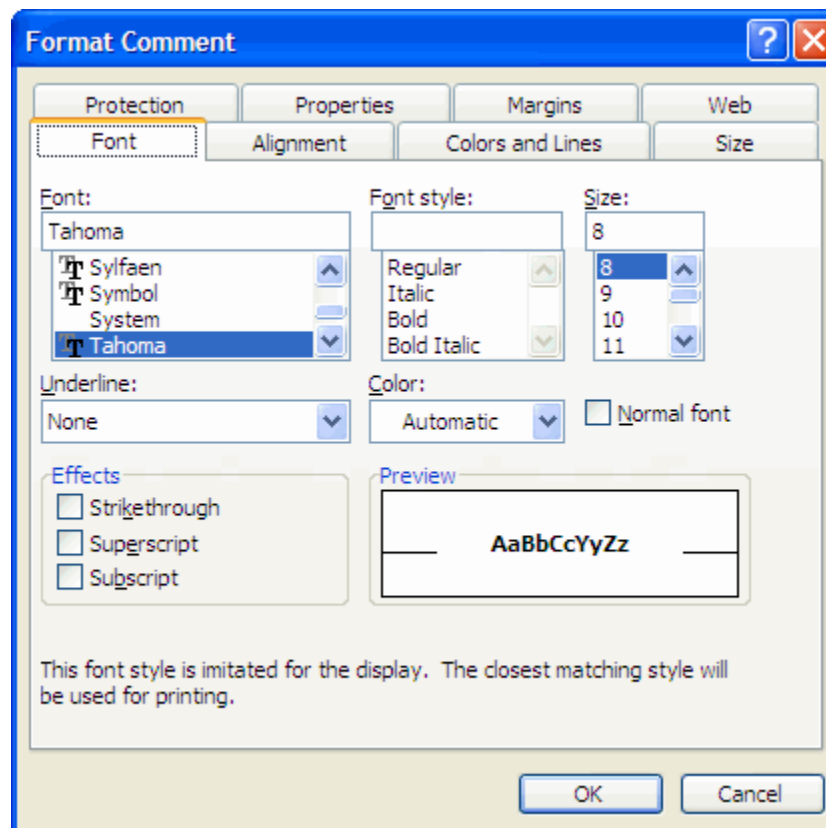 Format Comment
Protection Properties Margins Web
Font Alignment Colors and Lines Size
Font: Font style: Size:
Tahoma 8
Sylfaen Regular 8
Symbol Italic 9
System Bold 10
Tahoma Bold Italic 11
Underline: Color:
None Automatic Normal font
Effects Preview
Strikethrough
Superscript AaBbCcYyZz
Subscript
This font style is imitated for the display. The closest matching style will
be used for printing.
OK Cancel